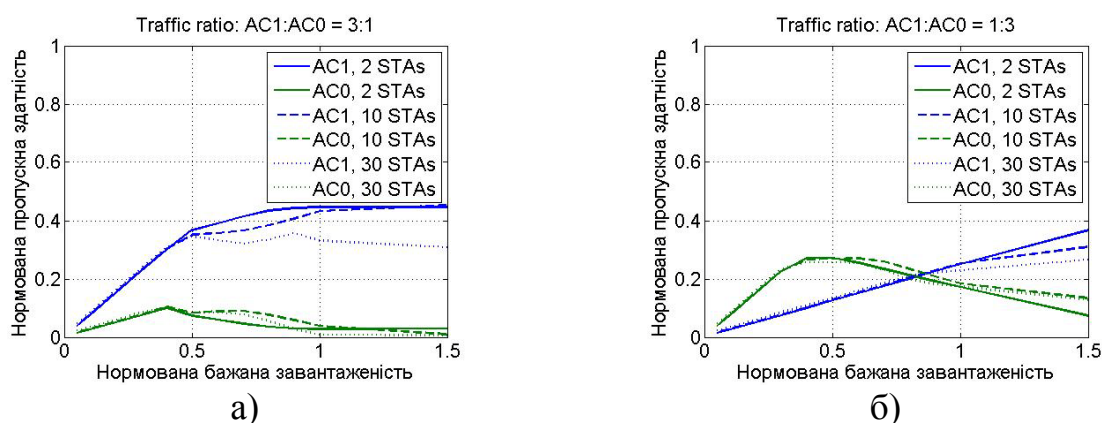 Traffic ratio: AC1:AC0 = 3:1
Нормована пропускна здатність
1
0.8
0.6
0.4
0.2
0
AC1, 2 STAs
AC0, 2 STAs
AC1, 10 STAs
AC0, 10 STAs
AC1, 30 STAs
AC0, 30 STAs
0 0.5 1 1.5
Нормована бажана завантаженість
а)
Traffic ratio: AC1:AC0 = 1:3
Нормована пропускна здатність
1
0.8
0.6
0.4
0.2
0
AC1, 2 STAs
AC0, 2 STAs
AC1, 10 STAs
AC0, 10 STAs
AC1, 30 STAs
AC0, 30 STAs
0 0.5 1 1.5
Нормована бажана завантаженість
б)